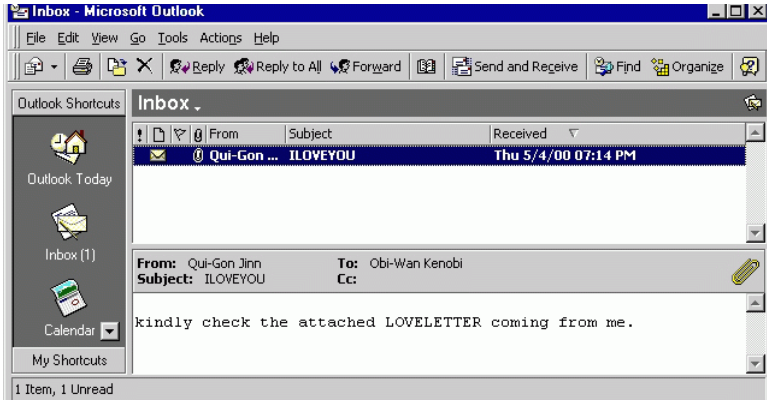 Inbox - Microsoft Outlook
File Edit View Go Tools Actions Help
Reply Reply to All Forward Send and Receive Find Organize
Outlook Shortcuts Inbox
! From Subject Received
Qui-Gon ... ILOVEYOU Thu 5/4/00 07:14 PM
Outlook Today
Inbox (1)
From: Qui-Gon Jinn To: Obi-Wan Kenobi
Subject: ILOVEYOU Cc:
kindly check the attached LOVELETTER coming from me.
Calendar
My Shortcuts
1 Item, 1 Unread